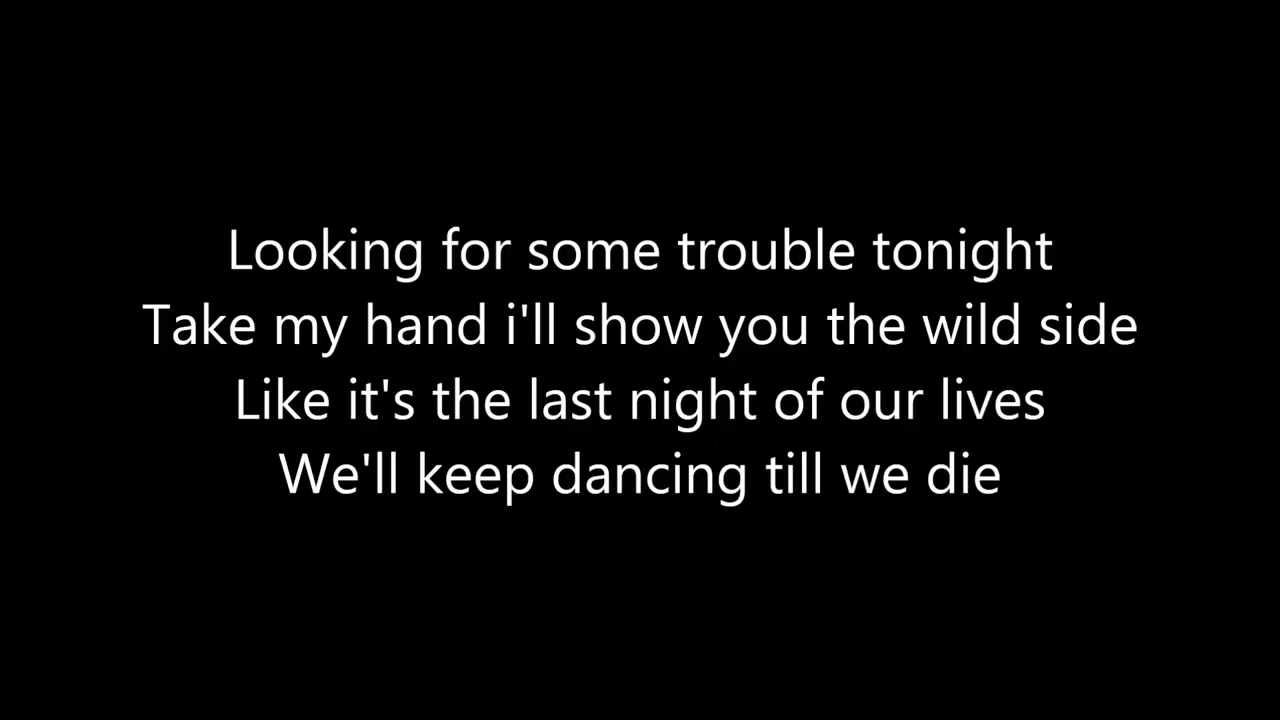 Looking for some trouble tonight
Take my hand i'll show you the wild side
Like it's the last night of our lives
We'll keep dancing till we die